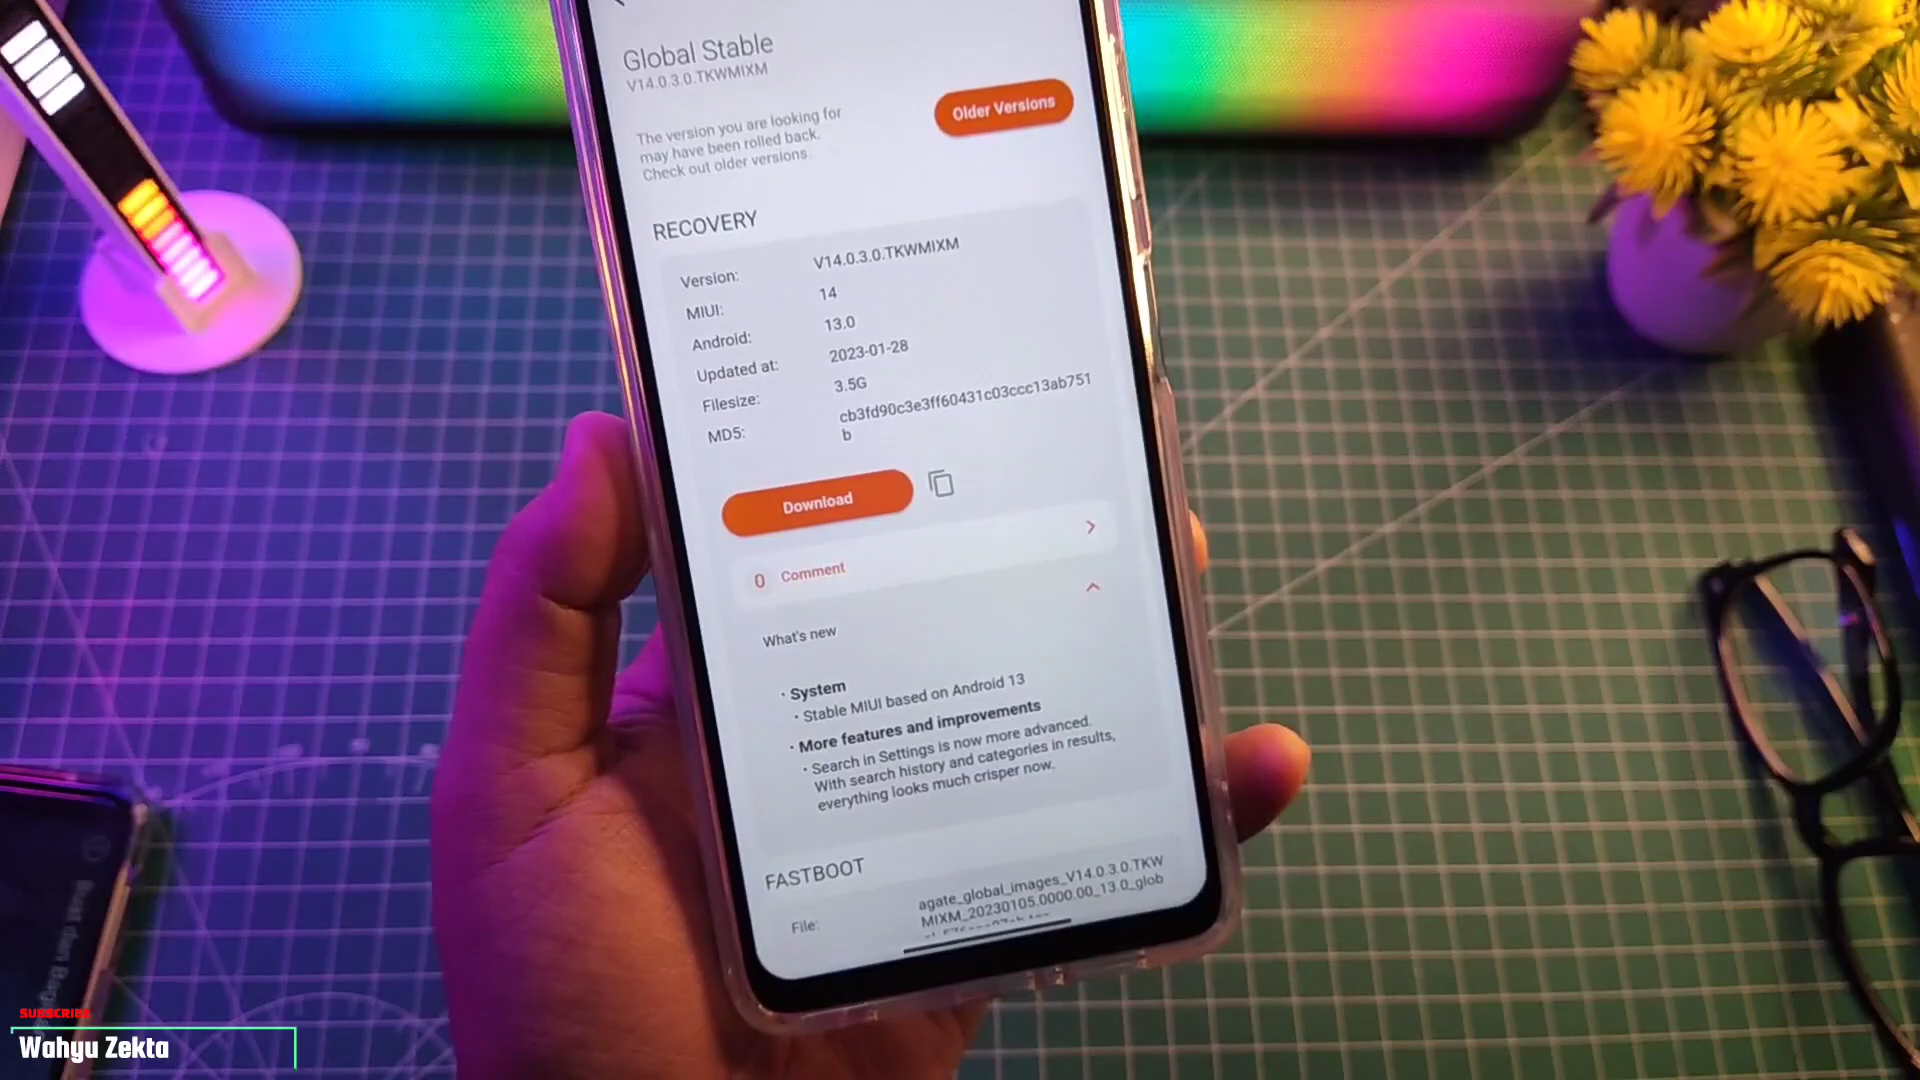 Global Stable
V14.0.3.0.TKWMIXM
The version you are looking for
may have been rolled back.
Check out older versions
Older Versions
RECOVERY
Version: V14.0.3.0.TKWMIXM
MIUI: 14
Android: 13.0
Updated at: 2023-01-28
Filesize: 3.5G
MD5: cb3fd90c3e3ff60431c03ccc13ab751
b
Download
0 Comment
What's new
• System
• Stable MIUI based on Android 13
• More features and improvements
• Search in Settings is now more advanced.
With search history and categories in results,
everything looks much crisper now.
FASTBOOT
File: agate_global_images_V14.0.3.0.TKW
MIXM_20230105.0000.00_13.0_glob
Buat dan
SUBSCRIBE
Wahyu Zekta